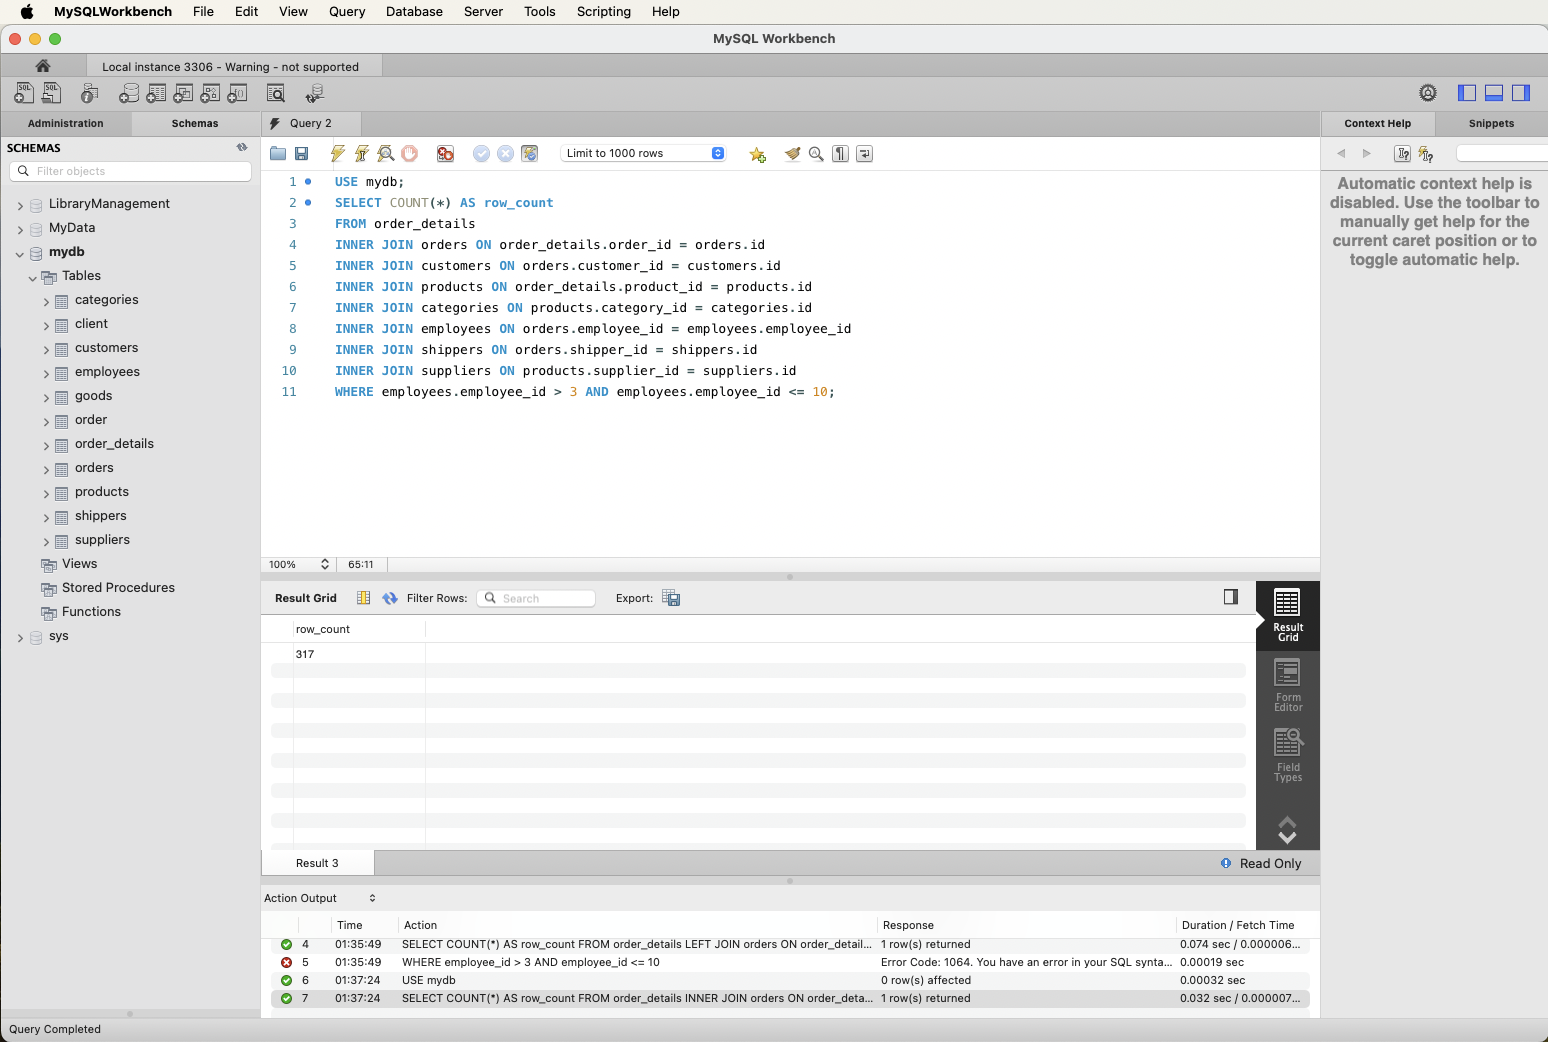 MySQLWorkbench File Edit View Query Database Server Tools Scripting Help
MySQL Workbench
Local instance 3306 - Warning - not supported
Administration Schemas
Query 2
Context Help Snippets
SCHEMAS
Filter objects
LibraryManagement
MyData
mydb
Tables
categories
client
customers
employees
goods
order
order_details
orders
products
shippers
suppliers
Views
Stored Procedures
Functions
sys
Limit to 1000 rows
1 USE mydb;
2 SELECT COUNT(*) AS row_count
3 FROM order_details
4 INNER JOIN orders ON order_details.order_id = orders.id
5 INNER JOIN customers ON orders.customer_id = customers.id
6 INNER JOIN products ON order_details.product_id = products.id
7 INNER JOIN categories ON products.category_id = categories.id
8 INNER JOIN employees ON orders.employee_id = employees.employee_id
9 INNER JOIN shippers ON orders.shipper_id = shippers.id
10 INNER JOIN suppliers ON products.supplier_id = suppliers.id
11 WHERE employees.employee_id > 3 AND employees.employee_id <= 10;
100% 65:11
Automatic context help is
disabled. Use the toolbar to
manually get help for the
current caret position or to
toggle automatic help.
Result Grid Filter Rows: Search Export:
row_count
317
Result
Grid
Form
Editor
Field
Types
Result 3
Read Only
Action Output
Time Action Response Duration / Fetch Time
4 01:35:49 SELECT COUNT(*) AS row_count FROM order_details LEFT JOIN orders ON order_detail... 1 row(s) returned 0.074 sec / 0.000006...
5 01:35:49 WHERE employee_id > 3 AND employee_id <= 10 Error Code: 1064. You have an error in your SQL synta... 0.00019 sec
6 01:37:24 USE mydb 0 row(s) affected 0.00032 sec
7 01:37:24 SELECT COUNT(*) AS row_count FROM order_details INNER JOIN orders ON order_deta... 1 row(s) returned 0.032 sec / 0.000007...
Query Completed